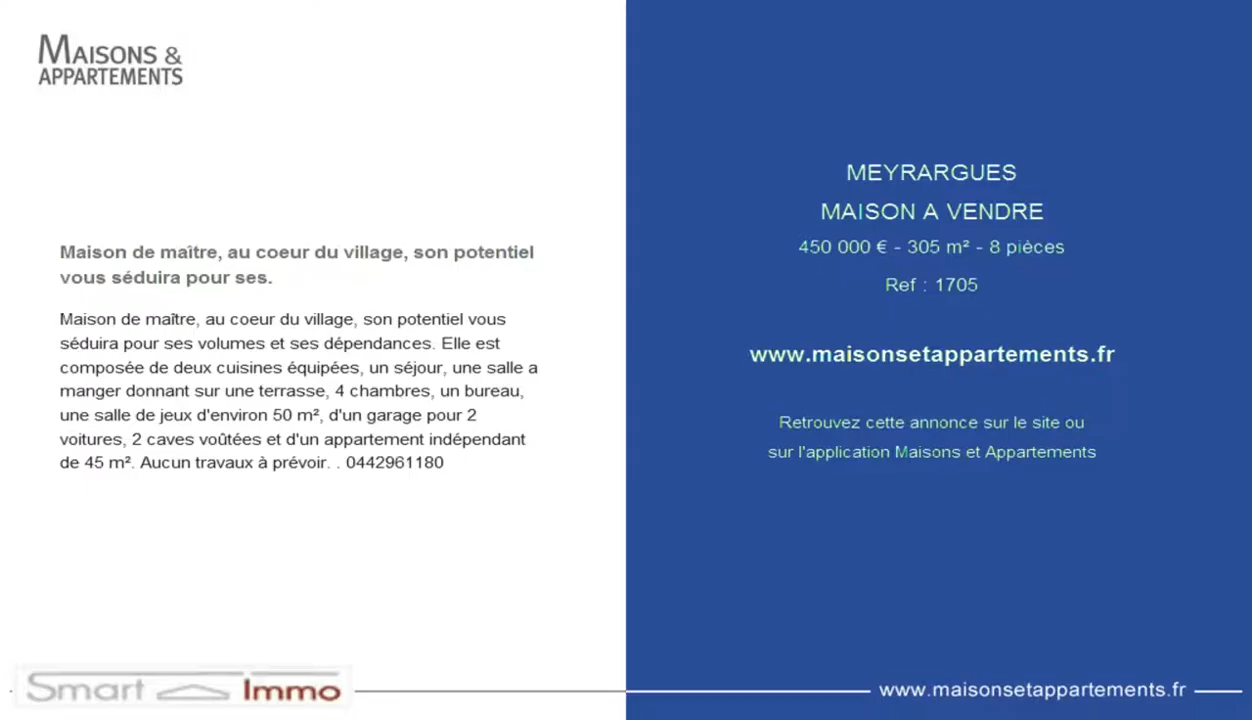 MAISONS &
APPARTEMENTS
Maison de maître, au coeur du village, son potentiel
vous séduira pour ses.
Maison de maître, au coeur du village, son potentiel vous
séduira pour ses volumes et ses dépendances. Elle est
composée de deux cuisines équipées, un séjour, une salle a
manger donnant sur une terrasse, 4 chambres, un bureau,
une salle de jeux d'environ 50 m², d'un garage pour 2
voitures, 2 caves voûtées et d'un appartement indépendant
de 45 m². Aucun travaux à prévoir. . 0442961180
Smart Immo
MEYRARGUES
MAISON A VENDRE
450 000 € - 305 m² - 8 pièces
Ref : 1705
www.maisonsetappartements.fr
Retrouvez cette annonce sur le site ou
sur l'application Maisons et Appartements
www.maisonsetappartements.fr